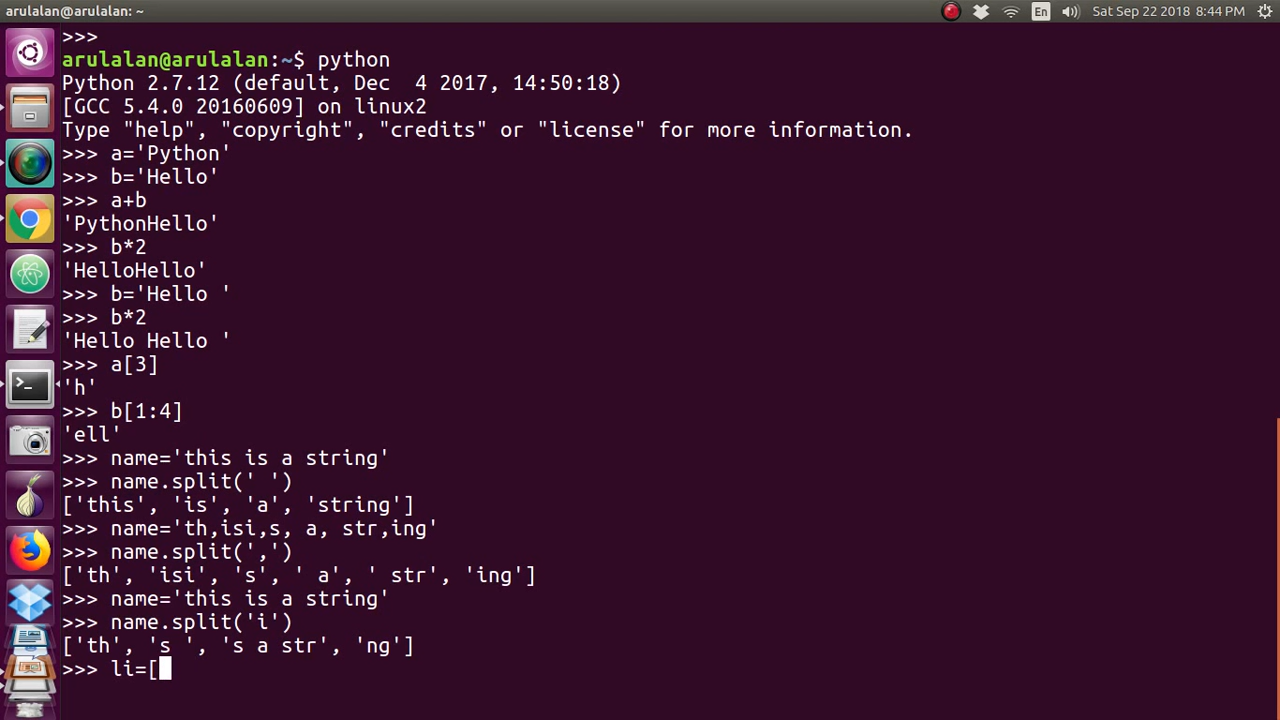 arulalan@arulalan: ~
En
Sat Sep 22 2018 8:44 PM
>>>
arulalan@arulalan:~$ python
Python 2.7.12 (default, Dec  4 2017, 14:50:18)
[GCC 5.4.0 20160609] on linux2
Type "help", "copyright", "credits" or "license" for more information.
>>> a='Python'
>>> b='Hello'
>>> a+b
'PythonHello'
>>> b*2
'HelloHello'
>>> b='Hello '
>>> b*2
'Hello Hello '
>>> a[3]
'h'
>>> b[1:4]
'ell'
>>> name='this is a string'
>>> name.split(' ')
['this', 'is', 'a', 'string']
>>> name='th,isi,s, a, str,ing'
>>> name.split(',')
['th', 'isi', 's', ' a', ' str', 'ing']
>>> name='this is a string'
>>> name.split('i')
['th', 's ', 's a str', 'ng']
>>> li=[